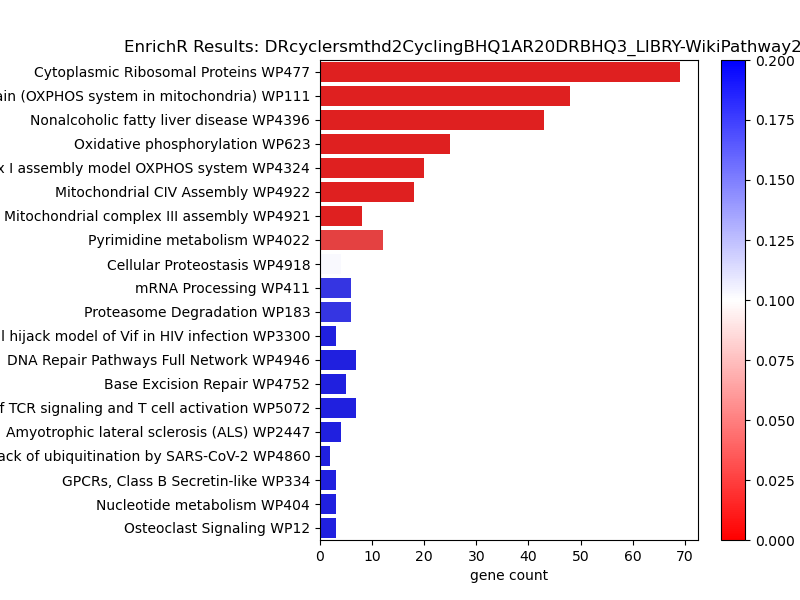 EnrichR Results: DRcyclersmthd2CyclingBHQ1AR20DRBHQ3_LIBRY-WikiPathway2
Cytoplasmic Ribosomal Proteins WP477
ain (OXPHOS system in mitochondria) WP111
Nonalcoholic fatty liver disease WP4396
Oxidative phosphorylation WP623
x I assembly model OXPHOS system WP4324
Mitochondrial CIV Assembly WP4922
Mitochondrial complex III assembly WP4921
Pyrimidine metabolism WP4022
Cellular Proteostasis WP4918
mRNA Processing WP411
Proteasome Degradation WP183
l hijack model of Vif in HIV infection WP3300
DNA Repair Pathways Full Network WP4946
Base Excision Repair WP4752
f TCR signaling and T cell activation WP5072
Amyotrophic lateral sclerosis (ALS) WP2447
ack of ubiquitination by SARS-CoV-2 WP4860
GPCRs, Class B Secretin-like WP334
Nucleotide metabolism WP404
Osteoclast Signaling WP12
0 10 20 30 40 50 60 70
gene count
0.200
0.175
0.150
0.125
0.100
0.075
0.050
0.025
0.000